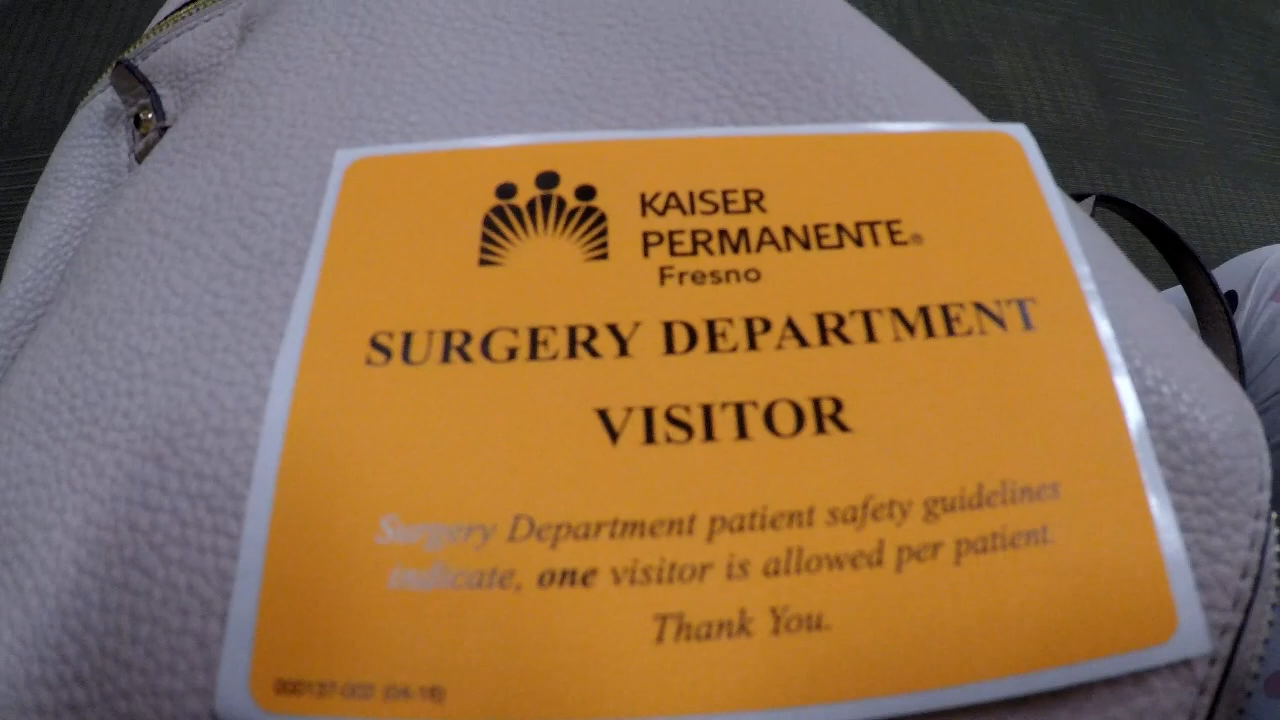 KAISER
PERMANENTE®
Fresno
SURGERY DEPARTMENT
VISITOR
Surgery Department patient safety guidelines
indicate, one visitor is allowed per patient.
Thank You.